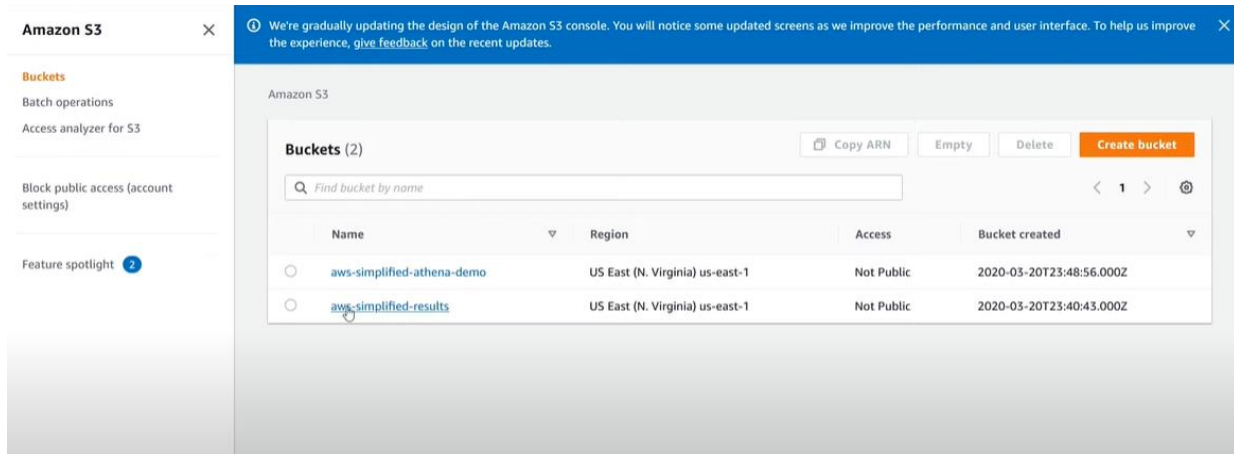 Amazon S3
We're gradually updating the design of the Amazon S3 console. You will notice some updated screens as we improve the performance and user interface. To help us improve
the experience, give feedback on the recent updates.
Buckets
Batch operations
Access analyzer for S3
Block public access (account
settings)
Feature spotlight 2
Amazon S3
Buckets (2)
Copy ARN Empty Delete Create bucket
Find bucket by name
1
Name Region Access Bucket created
aws-simplified-athena-demo US East (N. Virginia) us-east-1 Not Public 2020-03-20T23:48:56.000Z
aws-simplified-results US East (N. Virginia) us-east-1 Not Public 2020-03-20T23:40:43.000Z